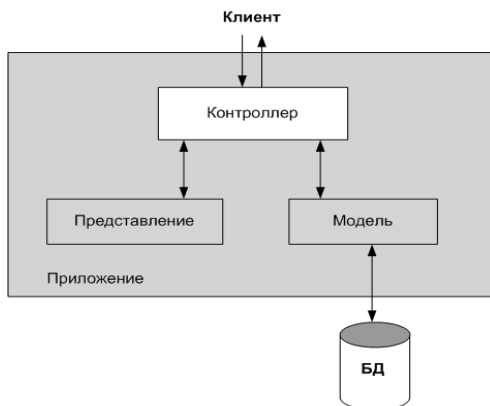 Клиент
Контроллер
Представление
Модель
Приложение
БД